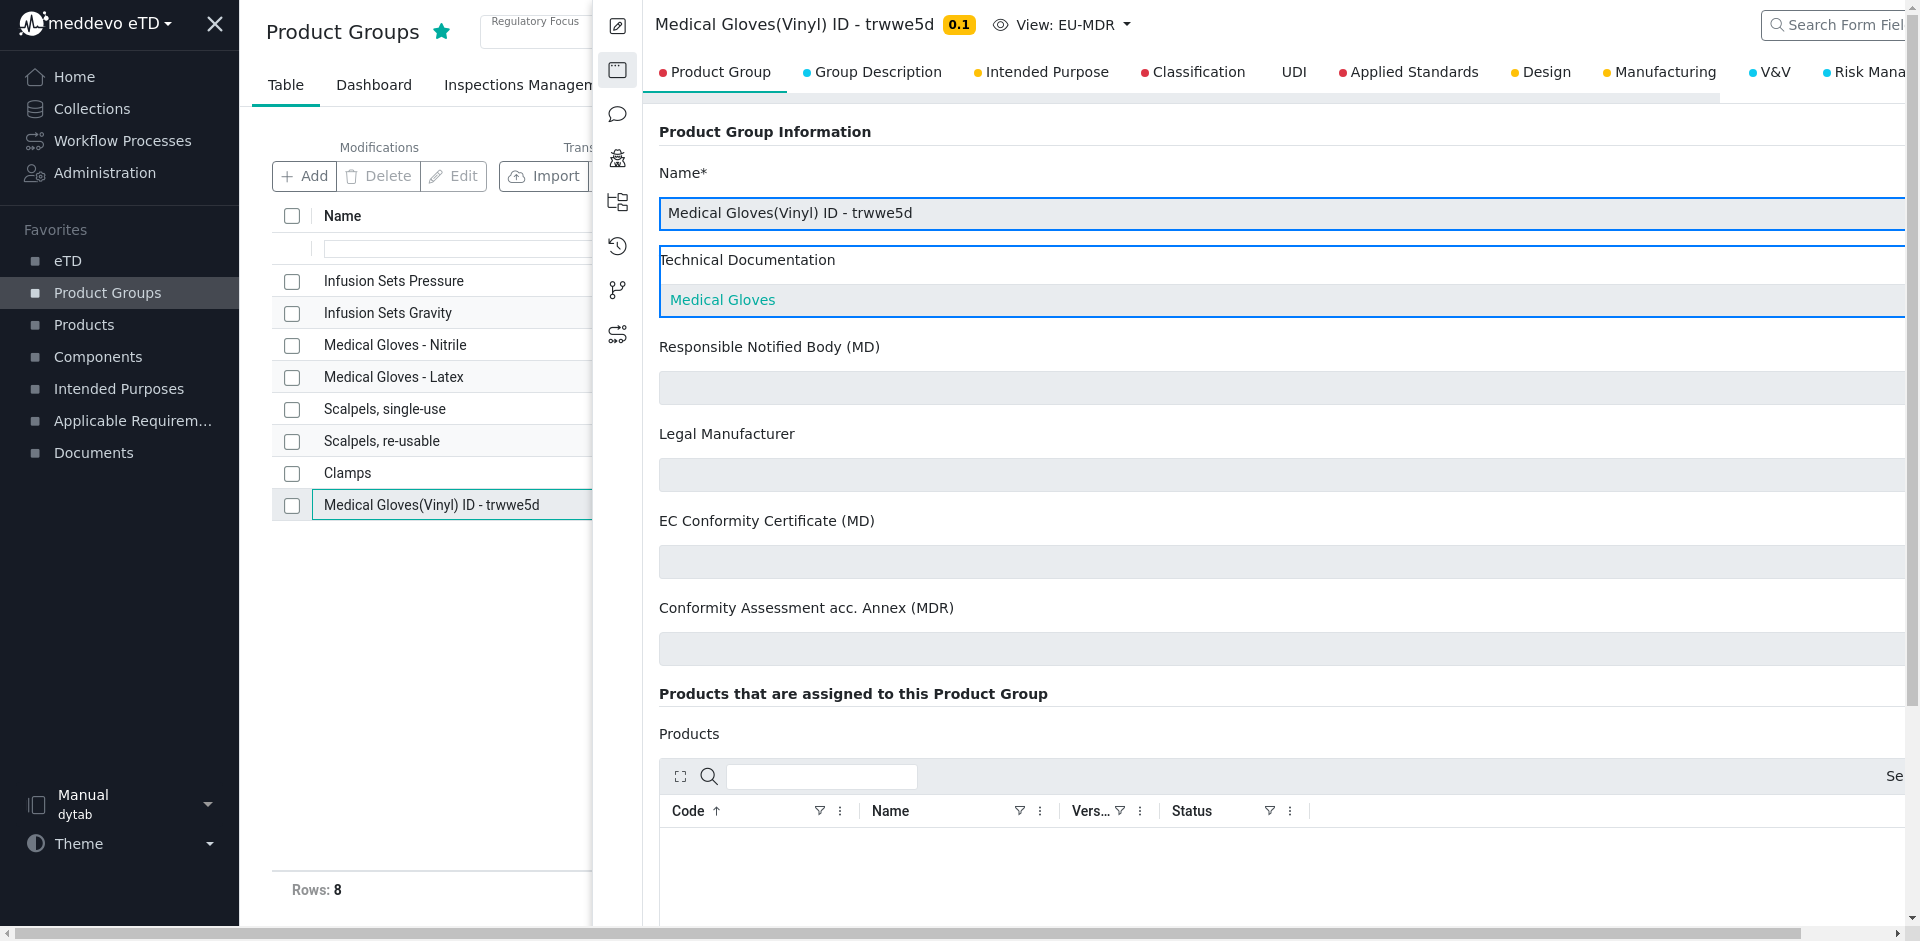 meddevo eTD
Home
Collections
Workflow Processes
Administration
Favorites
eTD
Product Groups
Products
Components
Intended Purposes
Applicable Requirem...
Documents
Manual
dytab
Theme
Product Groups
Regulatory Focus
Table
Dashboard
Inspections Managem
Modifications
Trans
Add
Delete
Edit
Import
Name
Infusion Sets Pressure
Infusion Sets Gravity
Medical Gloves - Nitrile
Medical Gloves - Latex
Scalpels, single-use
Scalpels, re-usable
Clamps
Medical Gloves(Vinyl) ID - trwwe5d
Rows: 8
Medical Gloves(Vinyl) ID - trwwe5d 0.1 View: EU-MDR
Search Form Fiel
Product Group
Group Description
Intended Purpose
Classification
UDI
Applied Standards
Design
Manufacturing
V&V
Risk Mana
Product Group Information
Name*
Medical Gloves(Vinyl) ID - trwwe5d
Technical Documentation
Medical Gloves
Responsible Notified Body (MD)
Legal Manufacturer
EC Conformity Certificate (MD)
Conformity Assessment acc. Annex (MDR)
Products that are assigned to this Product Group
Products
Se
Code
Name
Vers...
Status